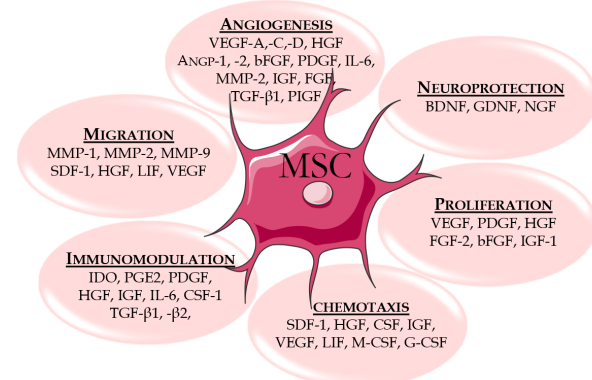 ANGIOGENESIS
VEGF-A,-C,-D, HGF
ANGP-1, -2, bFGF, PDGF, IL-6,
MMP-2, IGF, FGF,
TGF-β1, PIGF
NEUROPROTECTION
BDNF, GDNF, NGF
MIGRATION
MMP-1, MMP-2, MMP-9
SDF-1, HGF, LIF, VEGF
MSC
PROLIFERATION
VEGF, PDGF, HGF
FGF-2, bFGF, IGF-1
IMMUNOMODULATION
IDO, PGE2, PDGF,
HGF, IGF, IL-6, CSF-1
TGF-β1, -β2,
CHEMOTAXIS
SDF-1, HGF, CSF, IGF,
VEGF, LIF, M-CSF, G-CSF